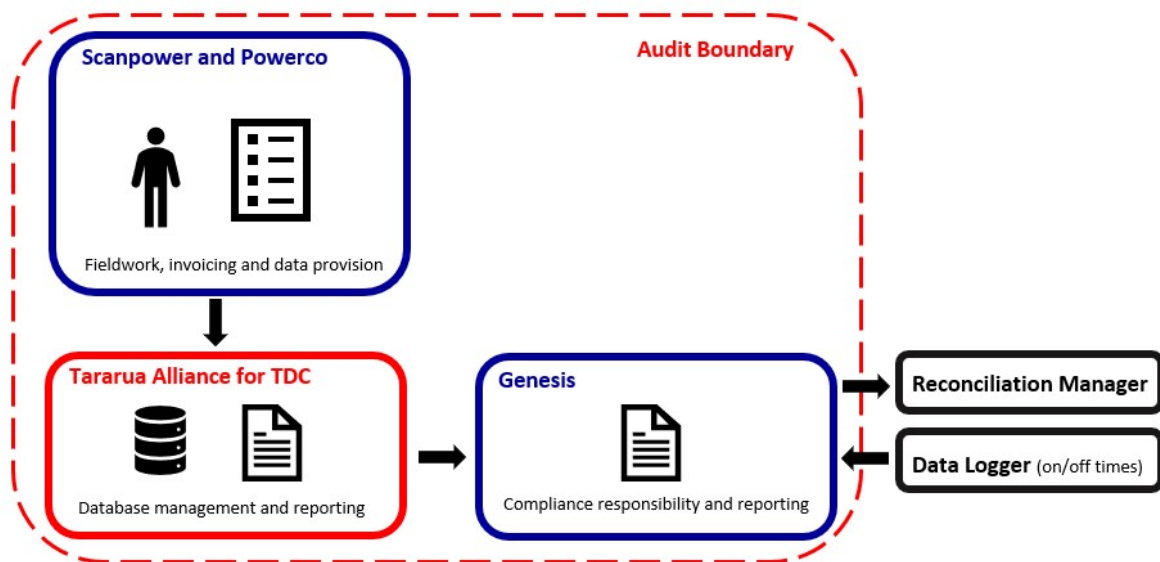 Scanpower and Powerco
Audit Boundary
Fieldwork, invoicing and data provision
Tararua Alliance for TDC
Genesis
Reconciliation Manager
Data Logger (on/off times)
Database management and reporting
Compliance responsibility and reporting